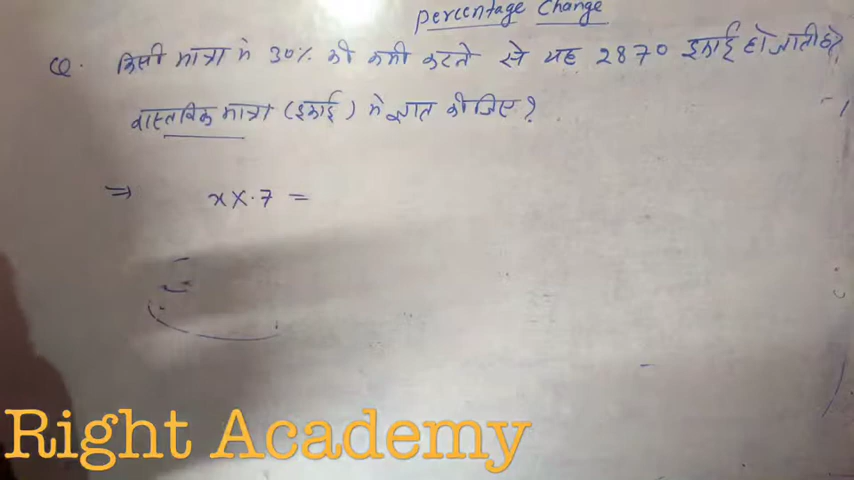 Percentage Change
Q. किसी मात्रा मे 30% की कमी करने से यह 2870 इकाई हो जाती है?
वास्तविक मात्रा (इकाई) मे ज्ञात कीजिए?
⇒ x×.7 =
Right Academy